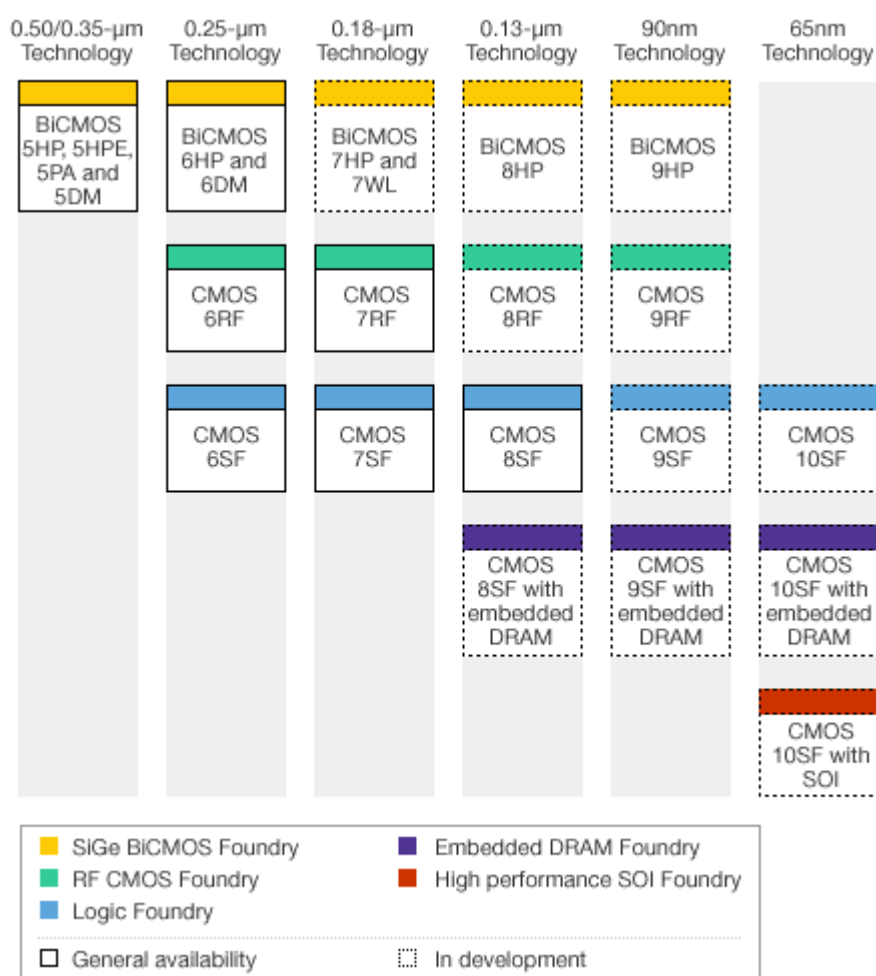 0.50/0.35-μm
Technology
0.25-μm
Technology
0.18-μm
Technology
0.13-μm
Technology
90nm
Technology
65nm
Technology
BiCMOS
5HP, 5HPE,
5PA and
5DM
BiCMOS
6HP and
6DM
BiCMOS
7HP and
7WL
BiCMOS
8HP
BiCMOS
9HP
CMOS
6RF
CMOS
7RF
CMOS
8RF
CMOS
9RF
CMOS
6SF
CMOS
7SF
CMOS
8SF
CMOS
9SF
CMOS
10SF
CMOS
8SF with
embedded
DRAM
CMOS
9SF with
embedded
DRAM
CMOS
10SF with
embedded
DRAM
CMOS
10SF with
SOI
SiGe BiCMOS Foundry
RF CMOS Foundry
Logic Foundry
Embedded DRAM Foundry
High performance SOI Foundry
General availability
In development